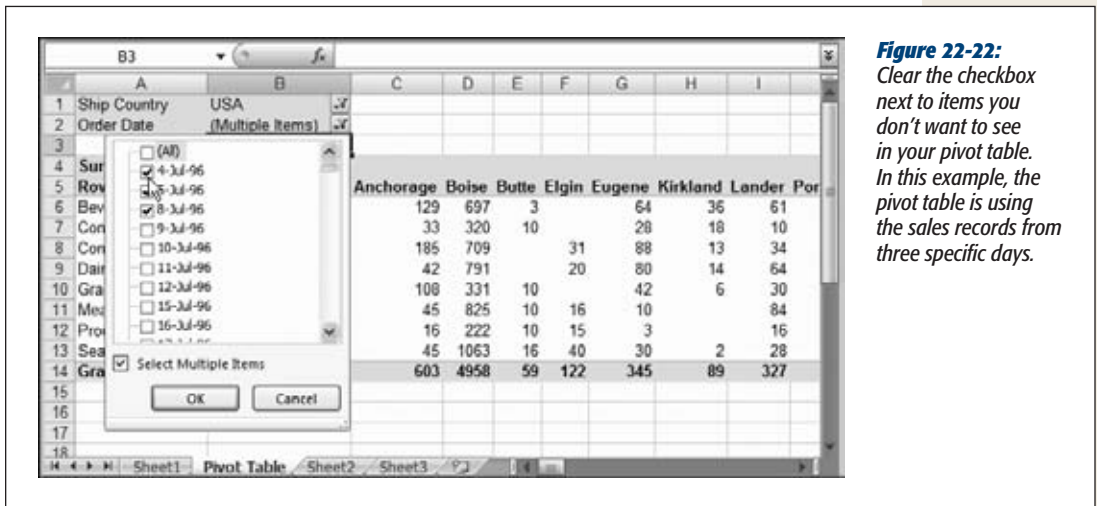 B3
fx
A B C D E F G H I
1 Ship Country USA
2 Order Date (Multiple Items)
3
4 Sur
5 Rov Anchorage Boise Butte Elgin Eugene Kirkland Lander Por
6 Bev 129 697 3 64 36 61
7 Con 33 320 10 28 18 10
8 Con 185 709 31 88 13 34
9 Dair 42 791 20 80 14 64
10 Gra 108 331 10 42 6 30
11 Mea 45 825 10 16 10 84
12 Pro 16 222 10 15 3 16
13 Sea 45 1063 16 40 30 2 28
14 Gra 603 4958 59 122 345 89 327
15
16
17
18
(All)
4-Jul-96
5-Jul-96
8-Jul-96
9-Jul-96
10-Jul-96
11-Jul-96
12-Jul-96
15-Jul-96
16-Jul-96
Select Multiple Items
OK Cancel
Sheet1 Pivot Table Sheet2 Sheet3
Figure 22-22:
Clear the checkbox
next to items you
don't want to see
in your pivot table.
In this example, the
pivot table is using
the sales records from
three specific days.